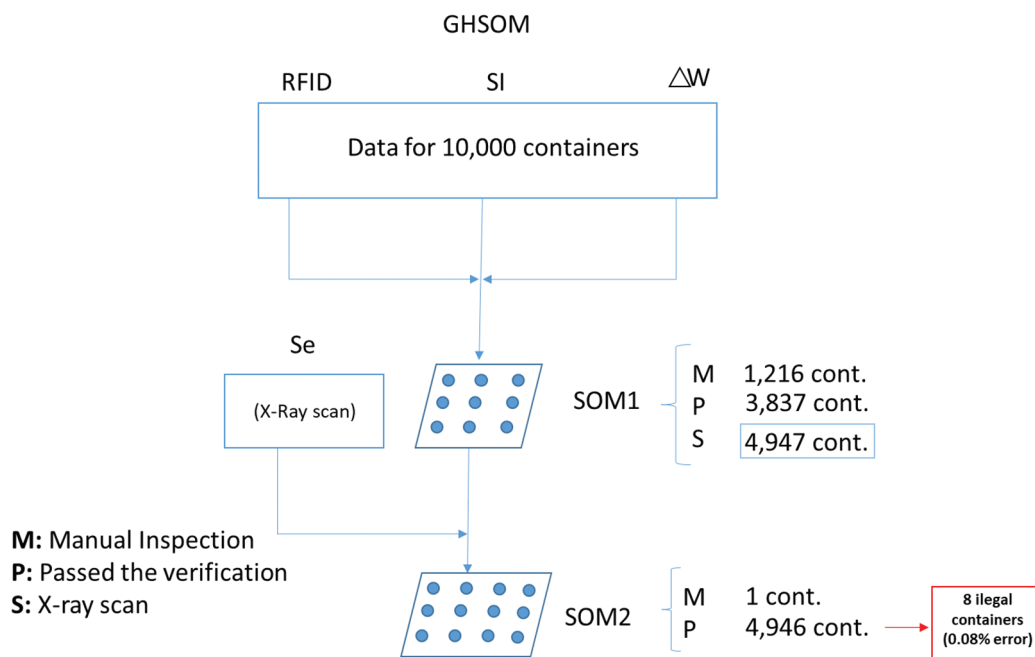 GHSOM
RFID SI △W
Data for 10,000 containers
Se
(X-Ray scan)
SOM1
M 1,216 cont.
P 3,837 cont.
S 4,947 cont.
M: Manual Inspection
P: Passed the verification
S: X-ray scan
SOM2
M 1 cont.
P 4,946 cont.
8 ilegal
containers
(0.08% error)